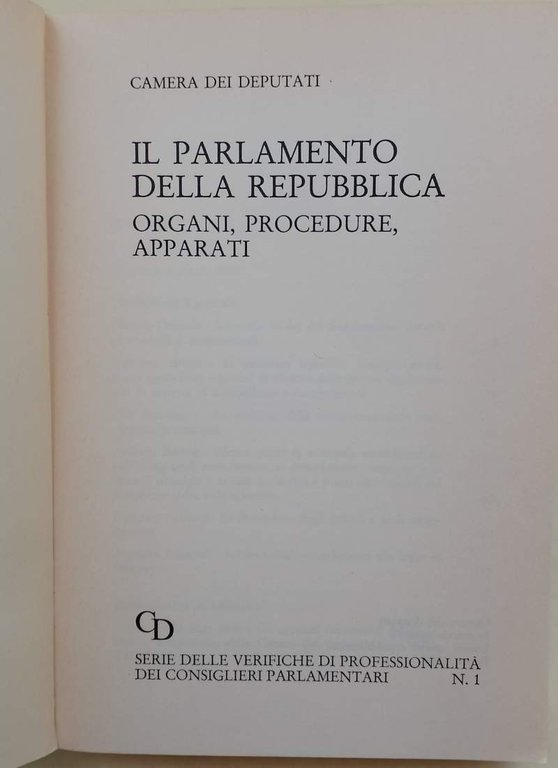 CAMERA DEI DEPUTATI
IL PARLAMENTO
DELLA REPUBBLICA
ORGANI, PROCEDURE,
APPARATI
CD
SERIE DELLE VERIFICHE DI PROFESSIONALITÀ
DEI CONSIGLIERI PARLAMENTARI N. 1